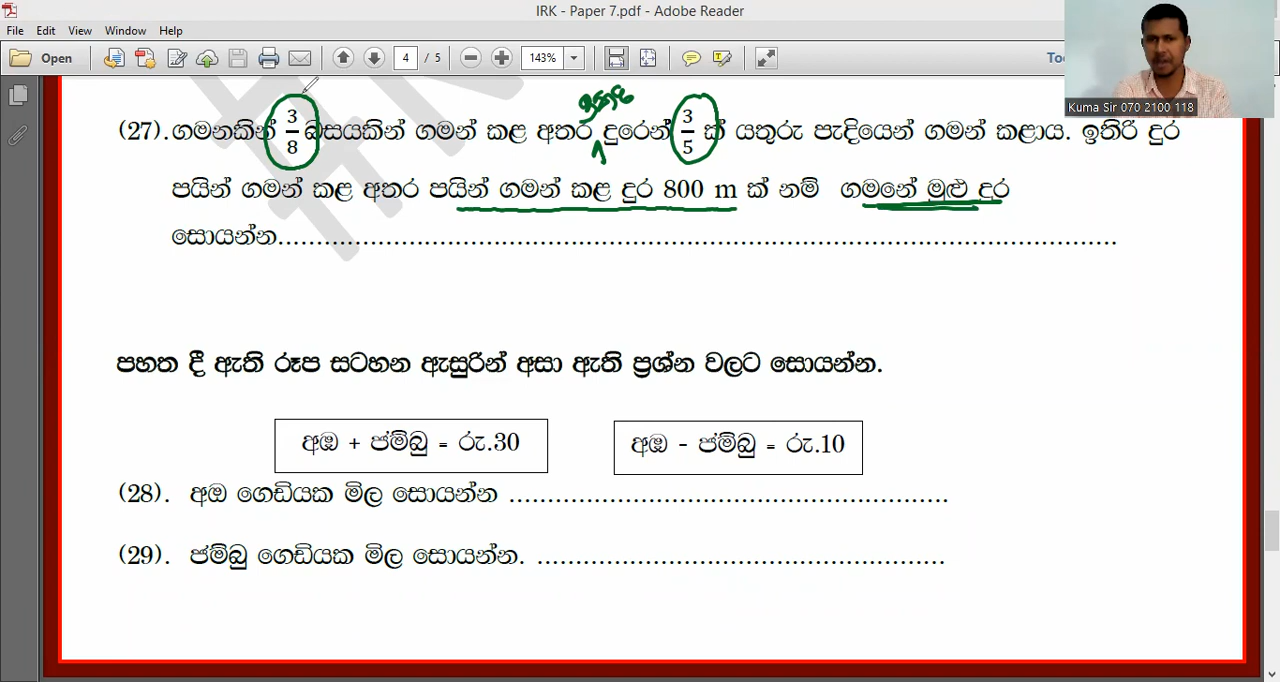 IRK - Paper 7.pdf - Adobe Reader
File Edit View Window Help
Open 4 / 5 143% Too
Kuma Sir 070 2100 118
ඉතිරි
(27). ගමනකින් 3/8 බසයකින් ගමන් කළ අතර දුරෙන් 3/5 ක් යතුරු පැදියෙන් ගමන් කළාය. ඉතිරි දුර
පයින් ගමන් කළ අතර පයින් ගමන් කළ දුර 800 m ක් නම් ගමනේ මුළු දුර
සොයන්න.......................................................................................
පහත දී ඇති රූප සටහන ඇසුරින් අසා ඇති ප්‍රශ්න වලට සොයන්න.
අඹ + ජම්බු = රු.30 අඹ - ජම්බු = රු.10
(28). අඹ ගෙඩියක මිල සොයන්න ..............................................
(29). ජම්බු ගෙඩියක මිල සොයන්න. ...........................................